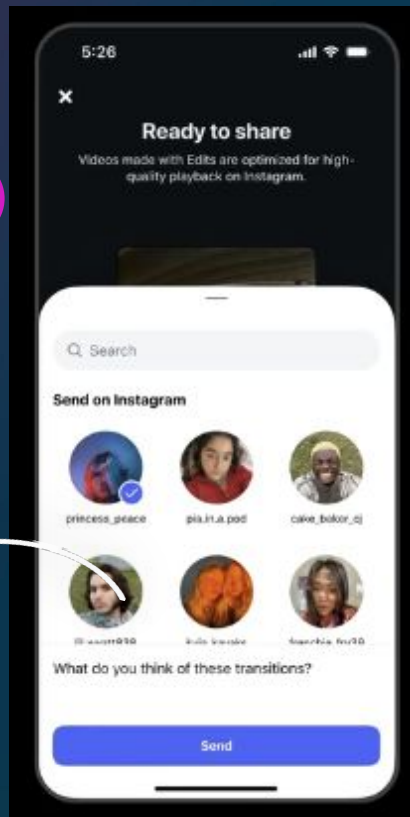 5:26
Ready to share
Videos made with Edits are optimized for high-
quality playback on Instagram.
Search
Send on Instagram
princess_peace
pia.in.a.pod
cake_baker_cj
What do you think of these transitions?
Send